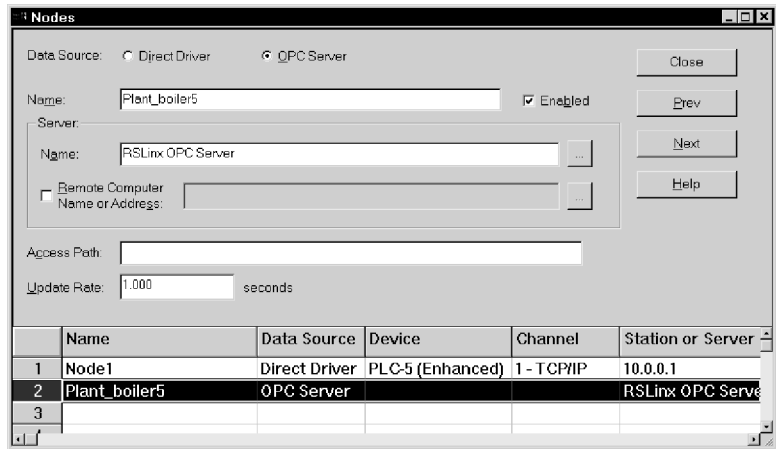 Nodes
Data Source: Direct Driver OPC Server
Close
Name: Plant_boiler5 Enabled
Prev
Server:
Name: RSLinx OPC Server ...
Next
Remote Computer
Name or Address: ...
Help
Access Path:
Update Rate: 1.000 seconds
Name Data Source Device Channel Station or Server
1 Node1 Direct Driver PLC-5 (Enhanced) 1 - TCP/IP 10.0.0.1
2 Plant_boiler5 OPC Server RSLinx OPC Serve
3